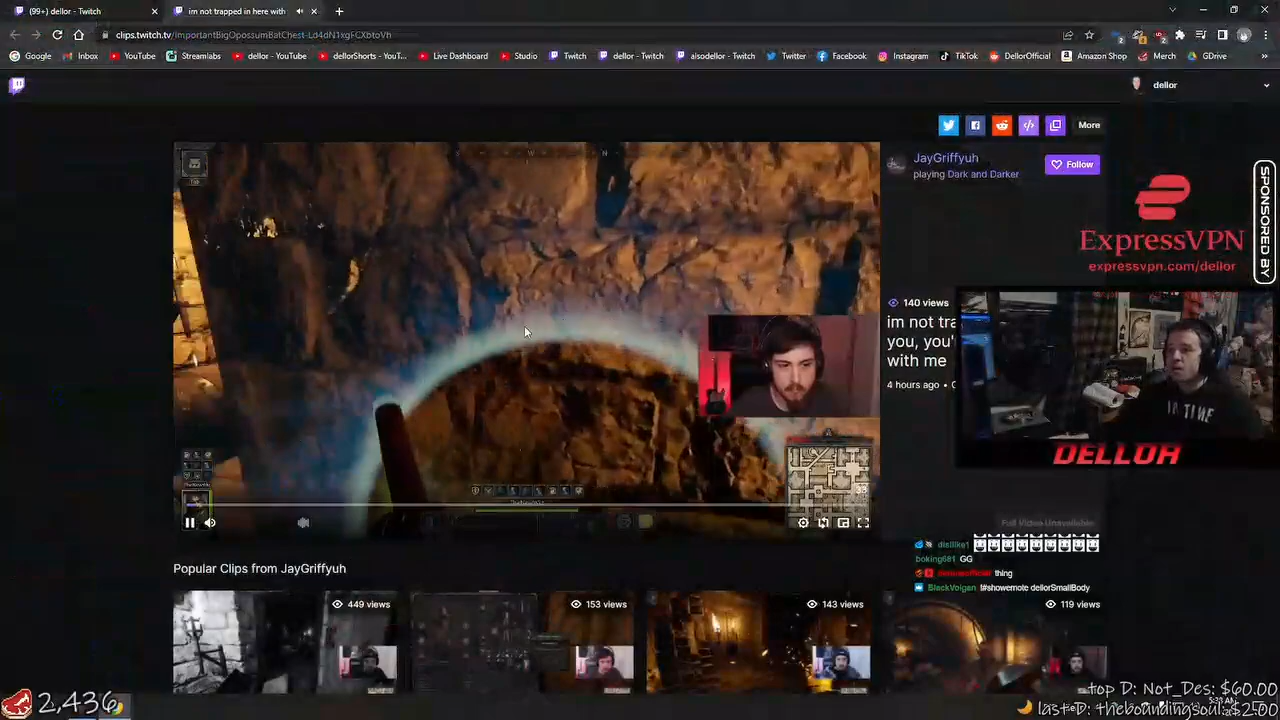 (99+) dellor - Twitch
im not trapped in here with
clips.twitch.tv/ImportantBigOpossumBatChest-Ld4dN1xgFCXbtoVh
Google
Inbox
YouTube
Streamlabs
dellor - YouTube
dellorShorts - YouT...
Live Dashboard
Studio
Twitch
dellor - Twitch
alsodellor - Twitch
Twitter
Facebook
Instagram
TikTok
DellorOfficial
Amazon Shop
Merch
GDrive
dellor
More
JayGriffyuh
playing Dark and Darker
Follow
ExpressVPN
expressvpn.com/dellor
SPONSORED BY
140 views
im not tra
you, you'
with me
4 hours ago •
DELLOR
Full Video Unavailable
dislike1
boking681 GG
thing
BlackVolgan !#showemote dellorSmallBody
Popular Clips from JayGriffyuh
449 views
153 views
143 views
119 views
2,436
top D: Not_Des: $60.00
last D: theboundingsoul: $2.00